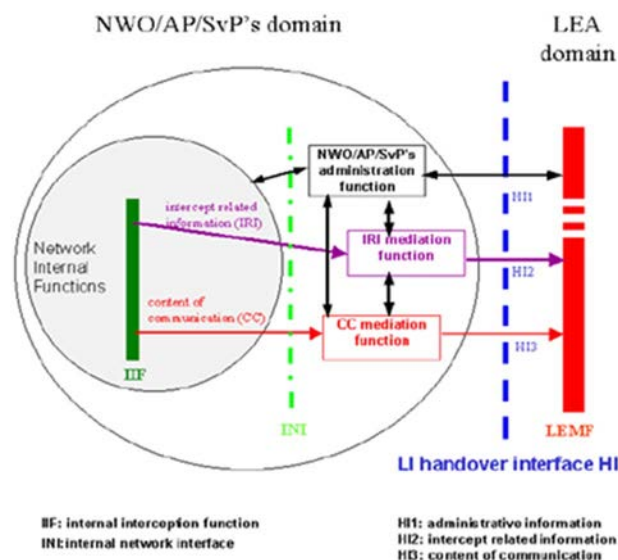 NWO/AP/SvP's domain
LEA
domain
NWO/AP/SvP's
administration
function
HI1
intercept related
information (IRI)
IRI mediation
function
HI2
Network
Internal
Functions
content of
communication (CC)
CC mediation
function
HI3
IIF
INI
LEMF
LI handover interface HI
IIF: internal interception function
INI:internal network interface
HI1: administrative information
HI2: intercept related information
HI3: content of communication